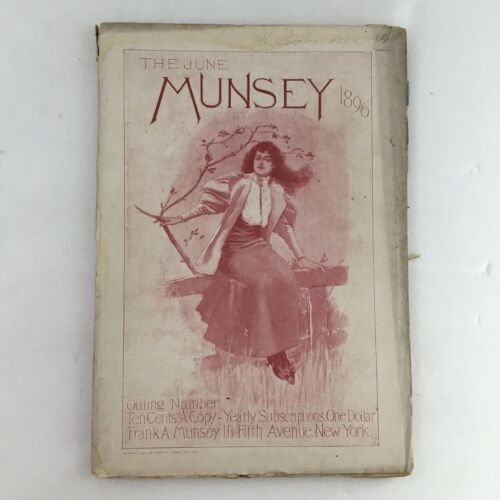 THE JUNE
MUNSEY
1896
Outing Number
Ten Cents A Copy - Yearly Subscriptions, One Dollar
Frank A. Munsey 111 Fifth Avenue, New York